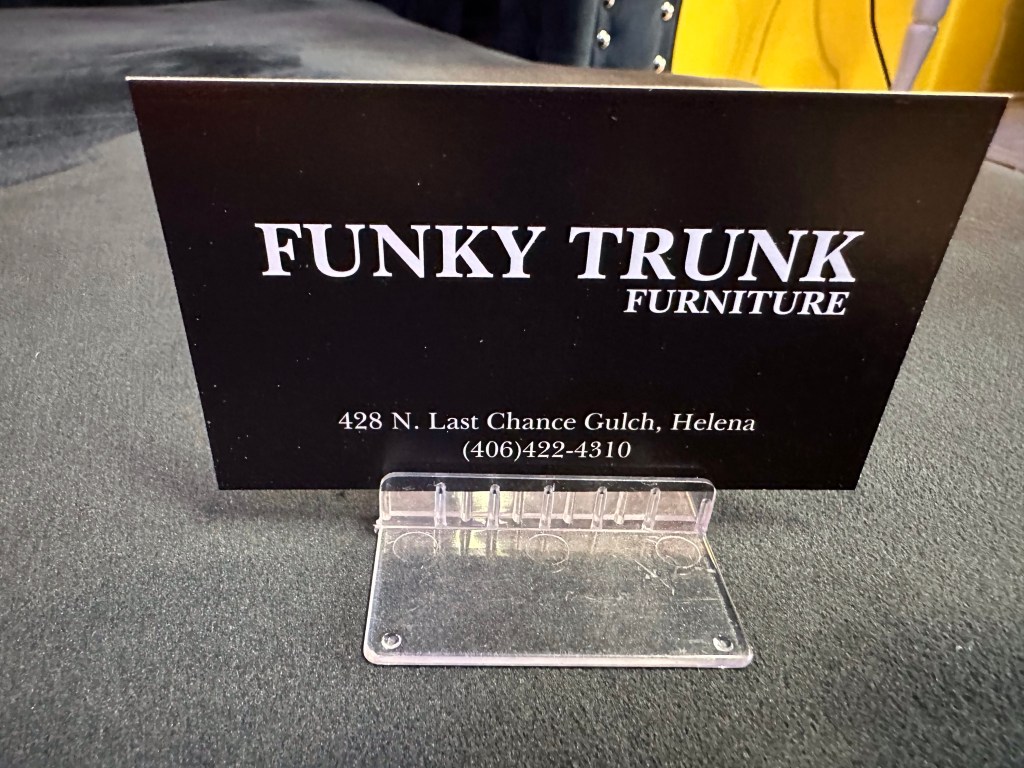 FUNKY TRUNK
FURNITURE
428 N. Last Chance Gulch, Helena
(406)422-4310